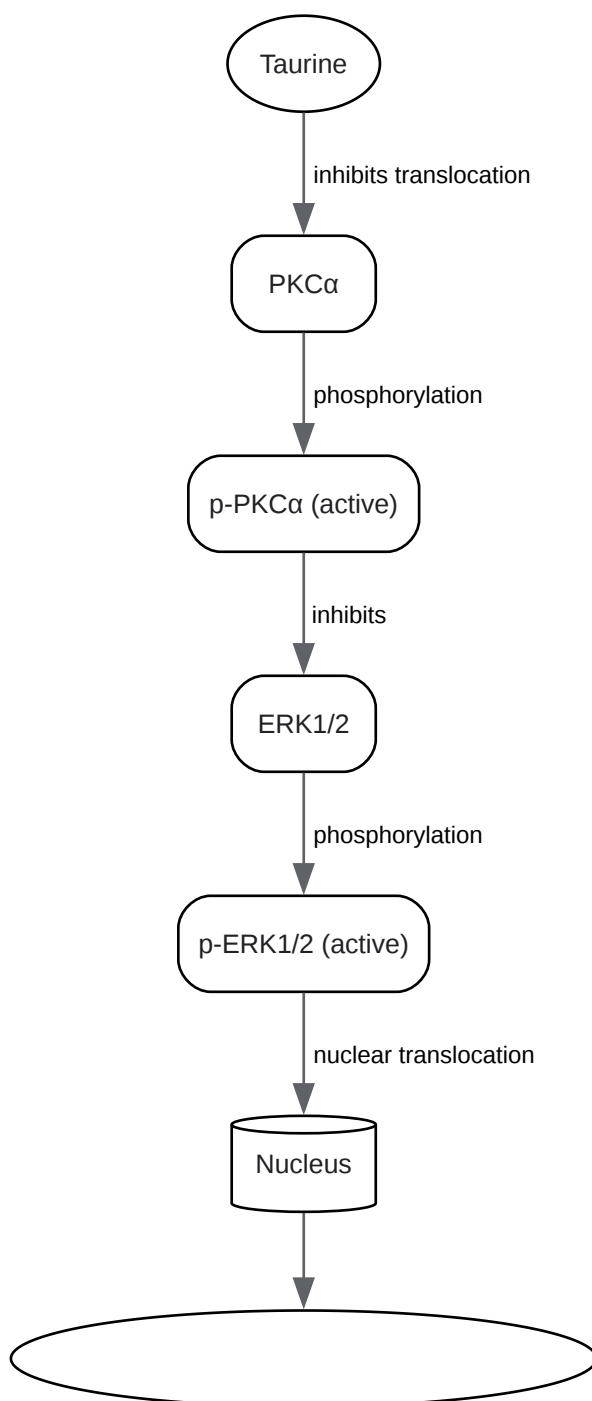 Taurine
inhibits translocation
PKCα
phosphorylation
p-PKCα (active)
inhibits
ERK1/2
phosphorylation
p-ERK1/2 (active)
nuclear translocation
Nucleus